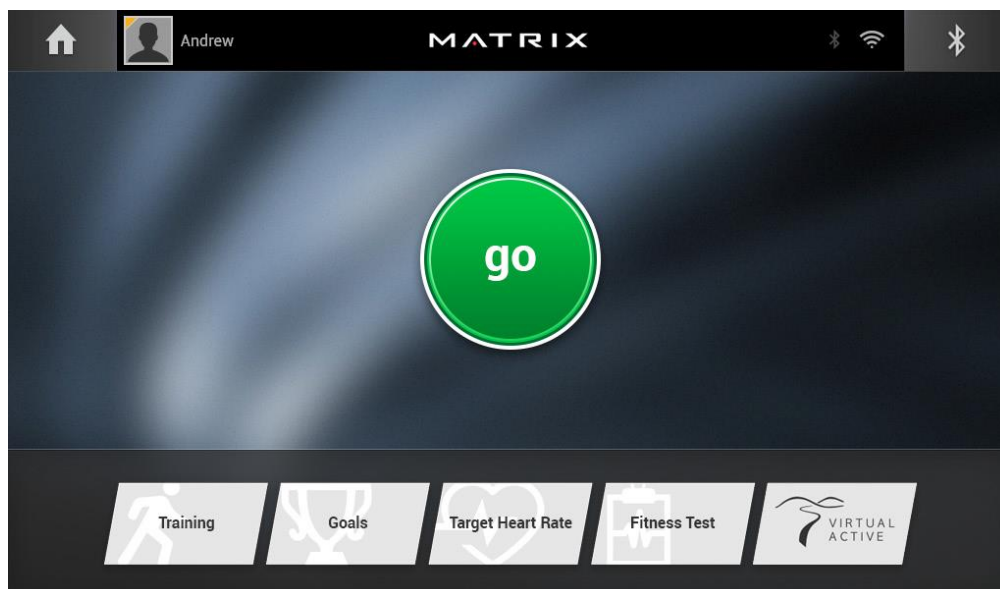 Andrew
MATRIX
go
Training
Goals
Target Heart Rate
Fitness Test
VIRTUAL
ACTIVE